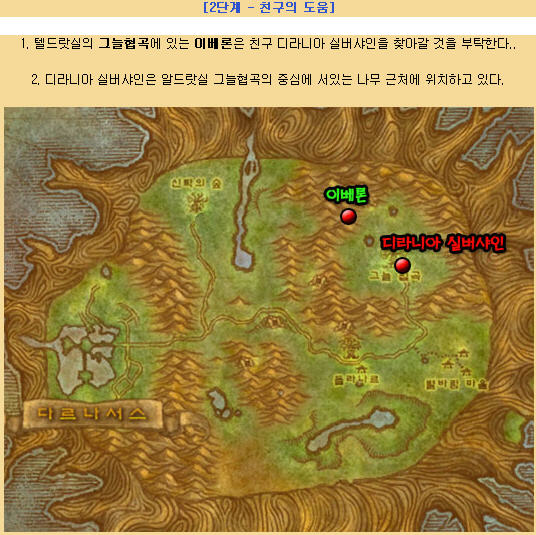 [2단계 - 친구의 도움]
1. 텔드랏실의 그늘협곡에 있는 이베론은 친구 디라니아 실버샤인을 찾아갈 것을 부탁한다..
2. 디라니아 실버샤인은 알드랏실 그늘협곡의 중심에 서있는 나무 근처에 위치하고 있다.
신탁의 숲
이베론
디라니아 실버샤인
그늘 협곡
돌라나르
별바람 마을
다르나서스